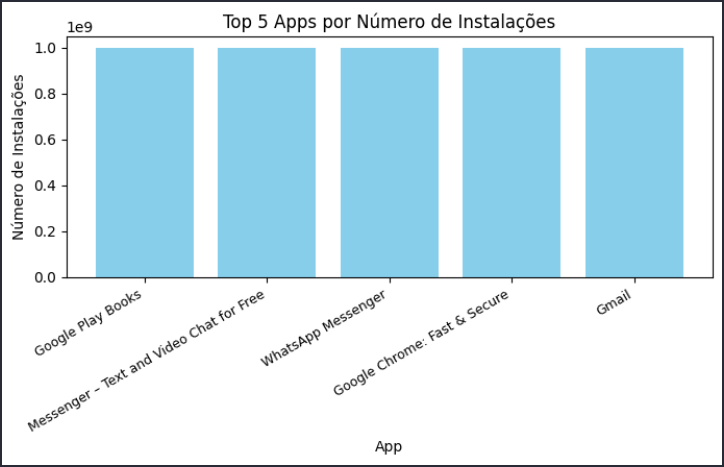 Top 5 Apps por Número de Instalações
1e9
Número de Instalações
1.0
0.8
0.6
0.4
0.2
0.0
Google Play Books
Messenger – Text and Video Chat for Free
WhatsApp Messenger
Google Chrome: Fast & Secure
Gmail
App